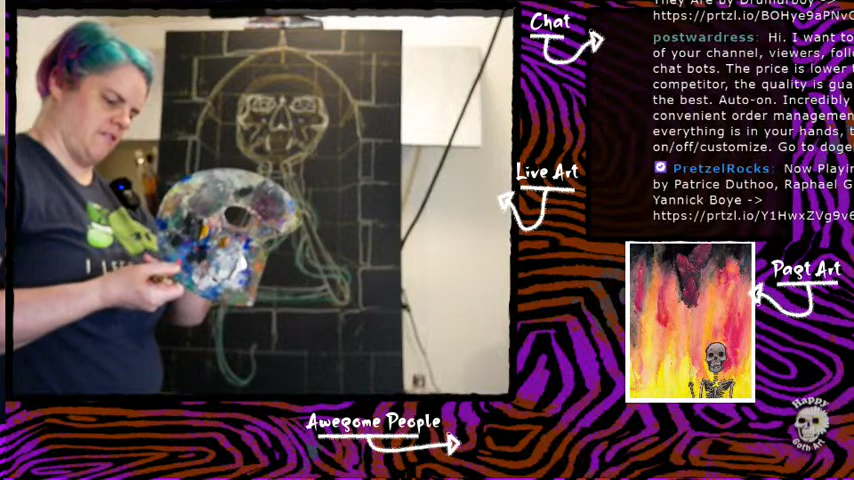 Chat
They Are by Drumurboy ->
https://prtzl.io/BOHye9aPNvC
postwardress: Hi. I want to
of your channel, viewers, foll
chat bots. The price is lower t
competitor, the quality is gua
the best. Auto-on. Incredibly
convenient order managemen
everything is in your hands, t
on/off/customize. Go to doge
PretzelRocks: Now Playin
by Patrice Duthoo, Raphael G
Yannick Boye ->
https://prtzl.io/Y1HwxZVg9v6
Live Art
Past Art
Awesome People
Happy
Goth Art